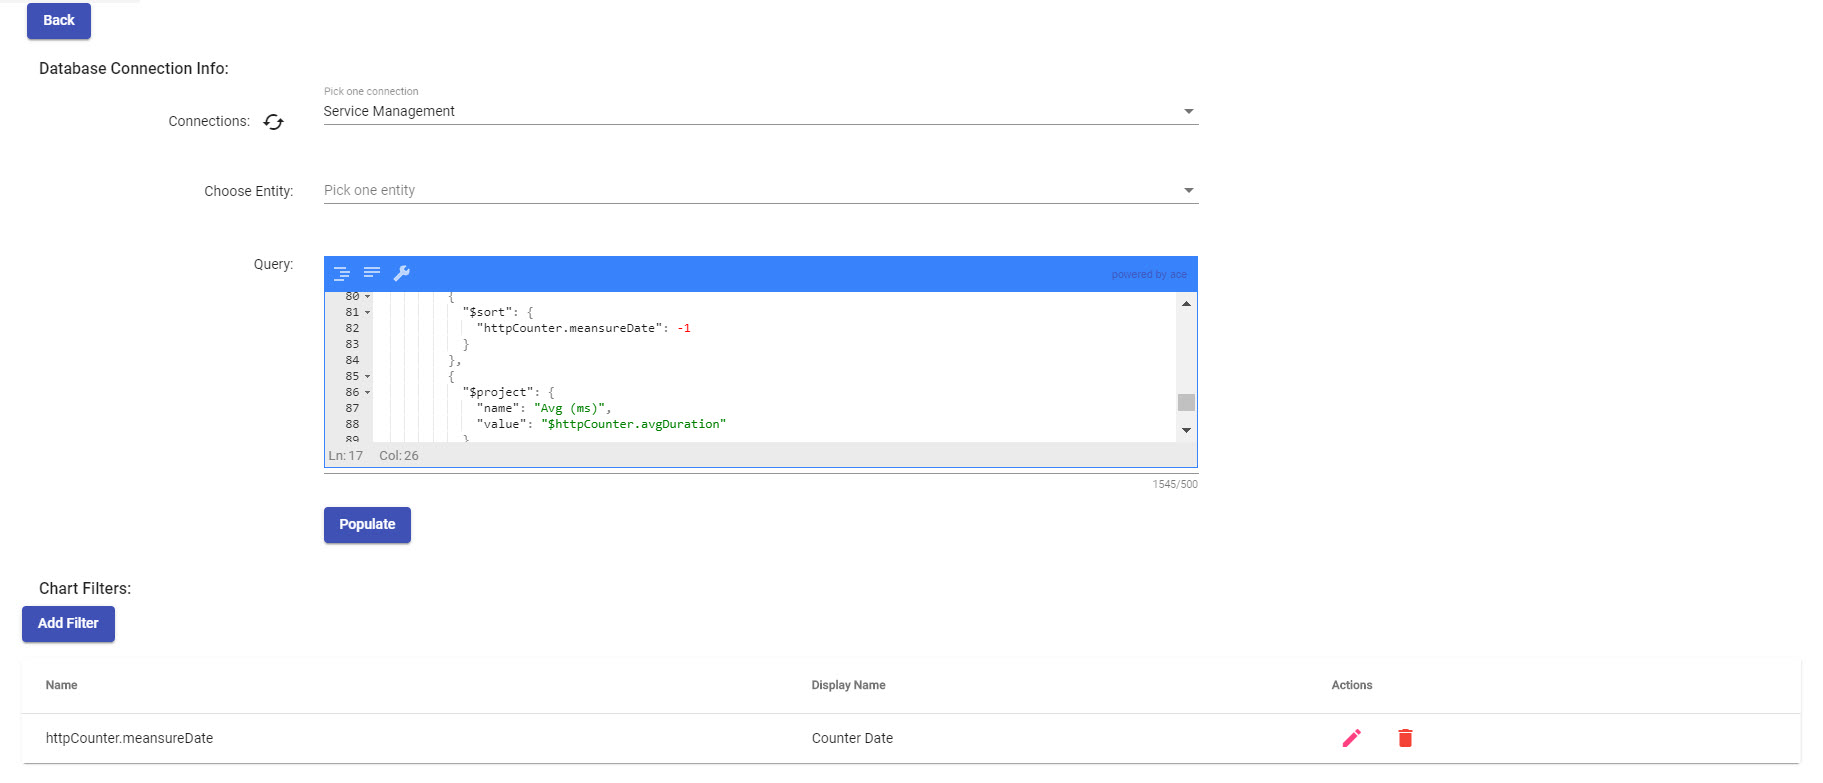 Back
Database Connection Info:
Pick one connection
Connections: Service Management
Choose Entity: Pick one entity
Query:
powered by ace
80 {
81 "$sort": {
82 "httpCounter.meansureDate": -1
83 }
84 },
85 {
86 "$project": {
87 "name": "Avg (ms)",
88 "value": "$httpCounter.avgDuration"
89 }
Ln: 17 Col: 26
1545/500
Populate
Chart Filters:
Add Filter
Name Display Name Actions
httpCounter.meansureDate Counter Date